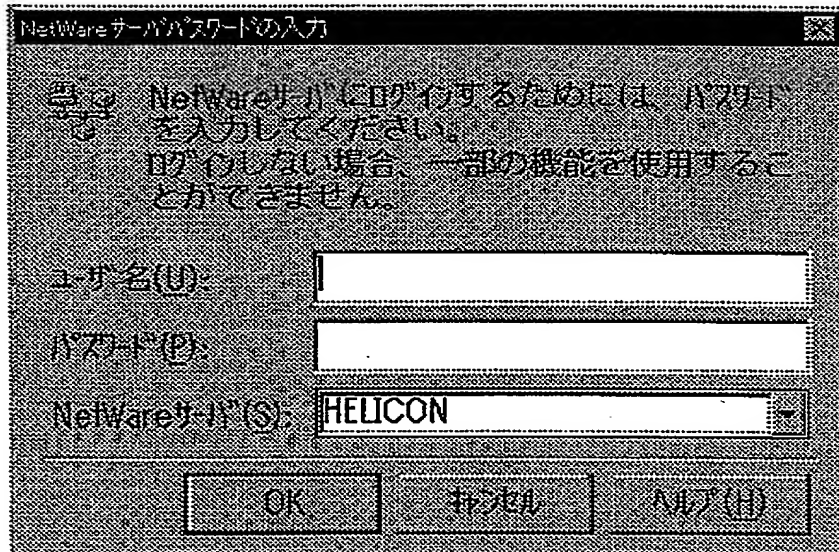 NetWareサーバパスワードの入力
NetWareサーバにログインするためには、パスワード
を入力してください。
ログインしない場合、一部の機能を使用するこ
とができません。
ユーザ名(U):
パスワード(P):
NetWareサーバ(S):
HELICON
OK
キャンセル
ヘルプ(H)